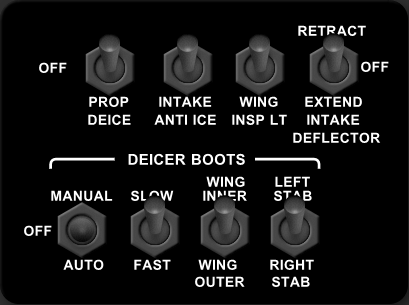 RETRACT
OFF
OFF
PROP
DEICE
INTAKE
ANTI ICE
WING
INSP LT
EXTEND
INTAKE
DEFLECTOR
DEICER BOOTS
MANUAL
SLOW
WING
INNER
LEFT
STAB
OFF
AUTO
FAST
WING
OUTER
RIGHT
STAB